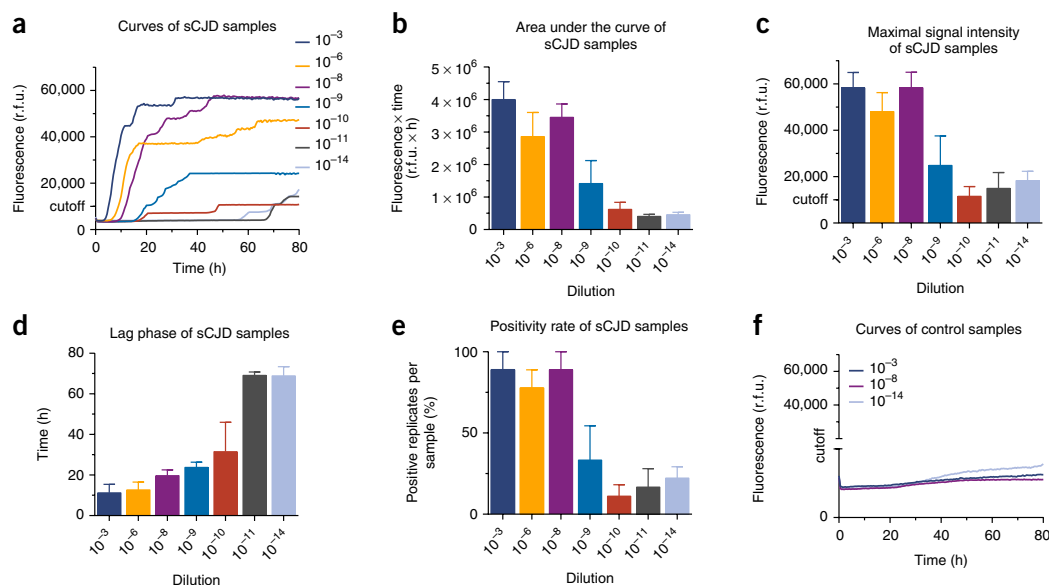 a
Curves of sCJD samples
Fluorescence (r.f.u.)
60,000
40,000
20,000
cutoff
0
0 20 40 60 80
Time (h)
10⁻³
10⁻⁶
10⁻⁸
10⁻⁹
10⁻¹⁰
10⁻¹¹
10⁻¹⁴
b
Area under the curve of
sCJD samples
Fluorescence × time
(r.f.u. × h)
5 × 10⁶
4 × 10⁶
3 × 10⁶
2 × 10⁶
1 × 10⁶
0
10⁻³ 10⁻⁶ 10⁻⁸ 10⁻⁹ 10⁻¹⁰ 10⁻¹¹ 10⁻¹⁴
Dilution
c
Maximal signal intensity
of sCJD samples
Fluorescence (r.f.u.)
60,000
40,000
20,000
cutoff
0
10⁻³ 10⁻⁶ 10⁻⁸ 10⁻⁹ 10⁻¹⁰ 10⁻¹¹ 10⁻¹⁴
Dilution
d
Lag phase of sCJD samples
Time (h)
80
60
40
20
0
10⁻³ 10⁻⁶ 10⁻⁸ 10⁻⁹ 10⁻¹⁰ 10⁻¹¹ 10⁻¹⁴
Dilution
e
Positivity rate of sCJD samples
Positive replicates per
sample (%)
100
50
0
10⁻³ 10⁻⁶ 10⁻⁸ 10⁻⁹ 10⁻¹⁰ 10⁻¹¹ 10⁻¹⁴
Dilution
f
Curves of control samples
Fluorescence (r.f.u.)
60,000
40,000
cutoff
0
10⁻³
10⁻⁸
10⁻¹⁴
0 20 40 60 80
Time (h)